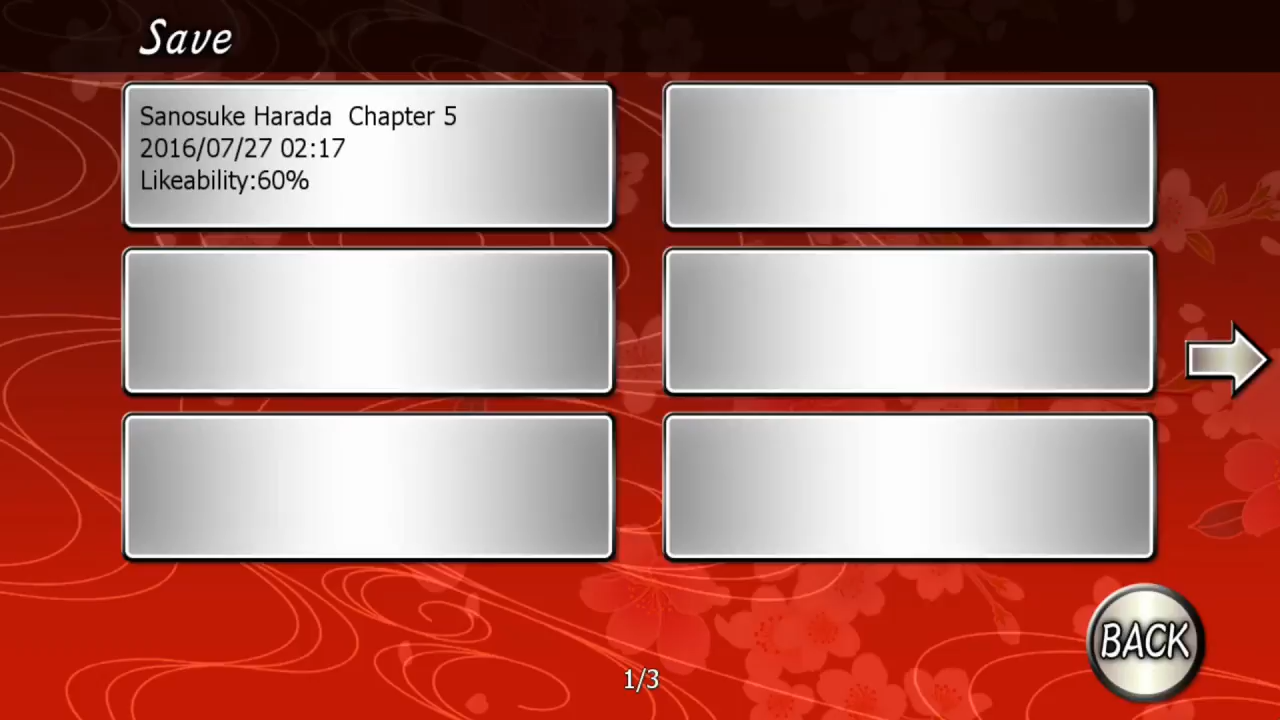 Save
Sanosuke Harada  Chapter 5
2016/07/27 02:17
Likeability:60%
BACK
1/3